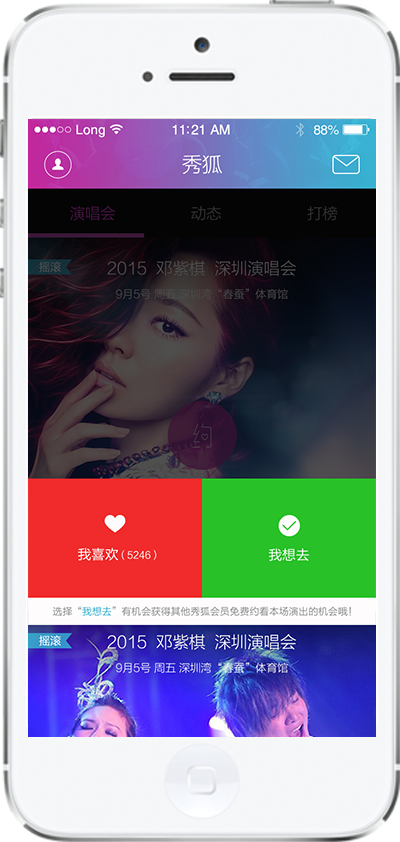 Long 11:21 AM 88%
秀狐
演唱会 动态 打榜
摇滚
2015 邓紫棋 深圳演唱会
9月5号 周五 深圳湾“春蚕”体育馆
约
我喜欢（5246） 我想去
选择“我想去”有机会获得其他秀狐会员免费约看本场演出的机会哦！
摇滚
2015 邓紫棋 深圳演唱会
9月5号 周五 深圳湾“春蚕”体育馆